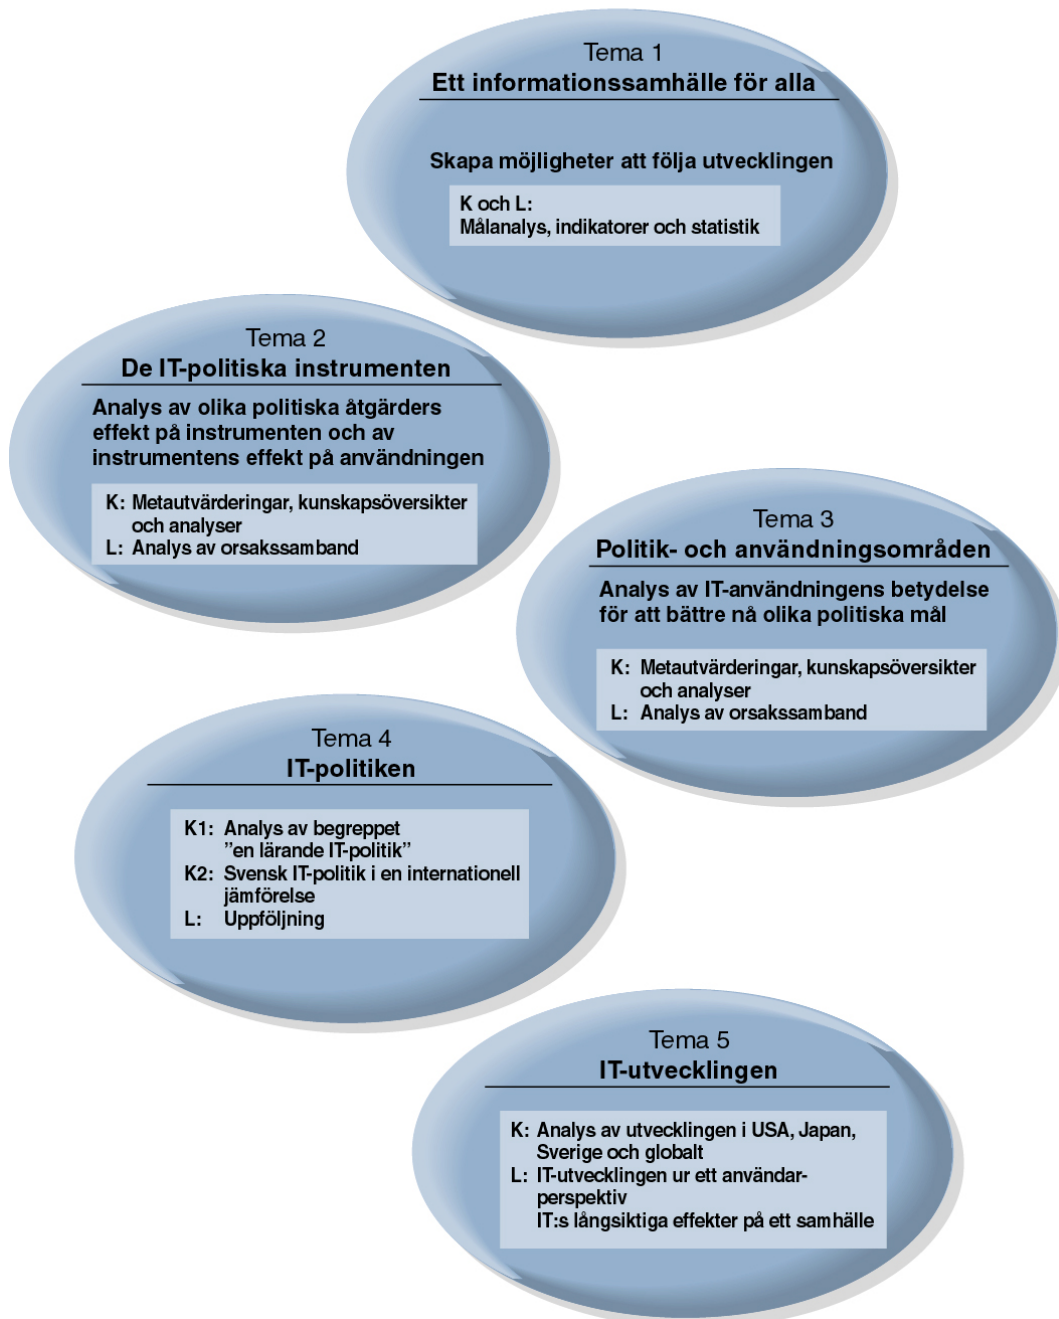 Tema 1
Ett informationssamhälle för alla
Skapa möjligheter att följa utvecklingen
K och L:
Målanalys, indikatorer och statistik
Tema 2
De IT-politiska instrumenten
Analys av olika politiska åtgärders
effekt på instrumenten och av
instrumentens effekt på användningen
K: Metautvärderingar, kunskapsöversikter
och analyser
L: Analys av orsakssamband
Tema 3
Politik- och användningsområden
Analys av IT-användningens betydelse
för att bättre nå olika politiska mål
K: Metautvärderingar, kunskapsöversikter
och analyser
L: Analys av orsakssamband
Tema 4
IT-politiken
K1: Analys av begreppet
”en lärande IT-politik”
K2: Svensk IT-politik i en internationell
jämförelse
L: Uppföljning
Tema 5
IT-utvecklingen
K: Analys av utvecklingen i USA, Japan,
Sverige och globalt
L: IT-utvecklingen ur ett användar-
perspektiv
IT:s långsiktiga effekter på ett samhälle